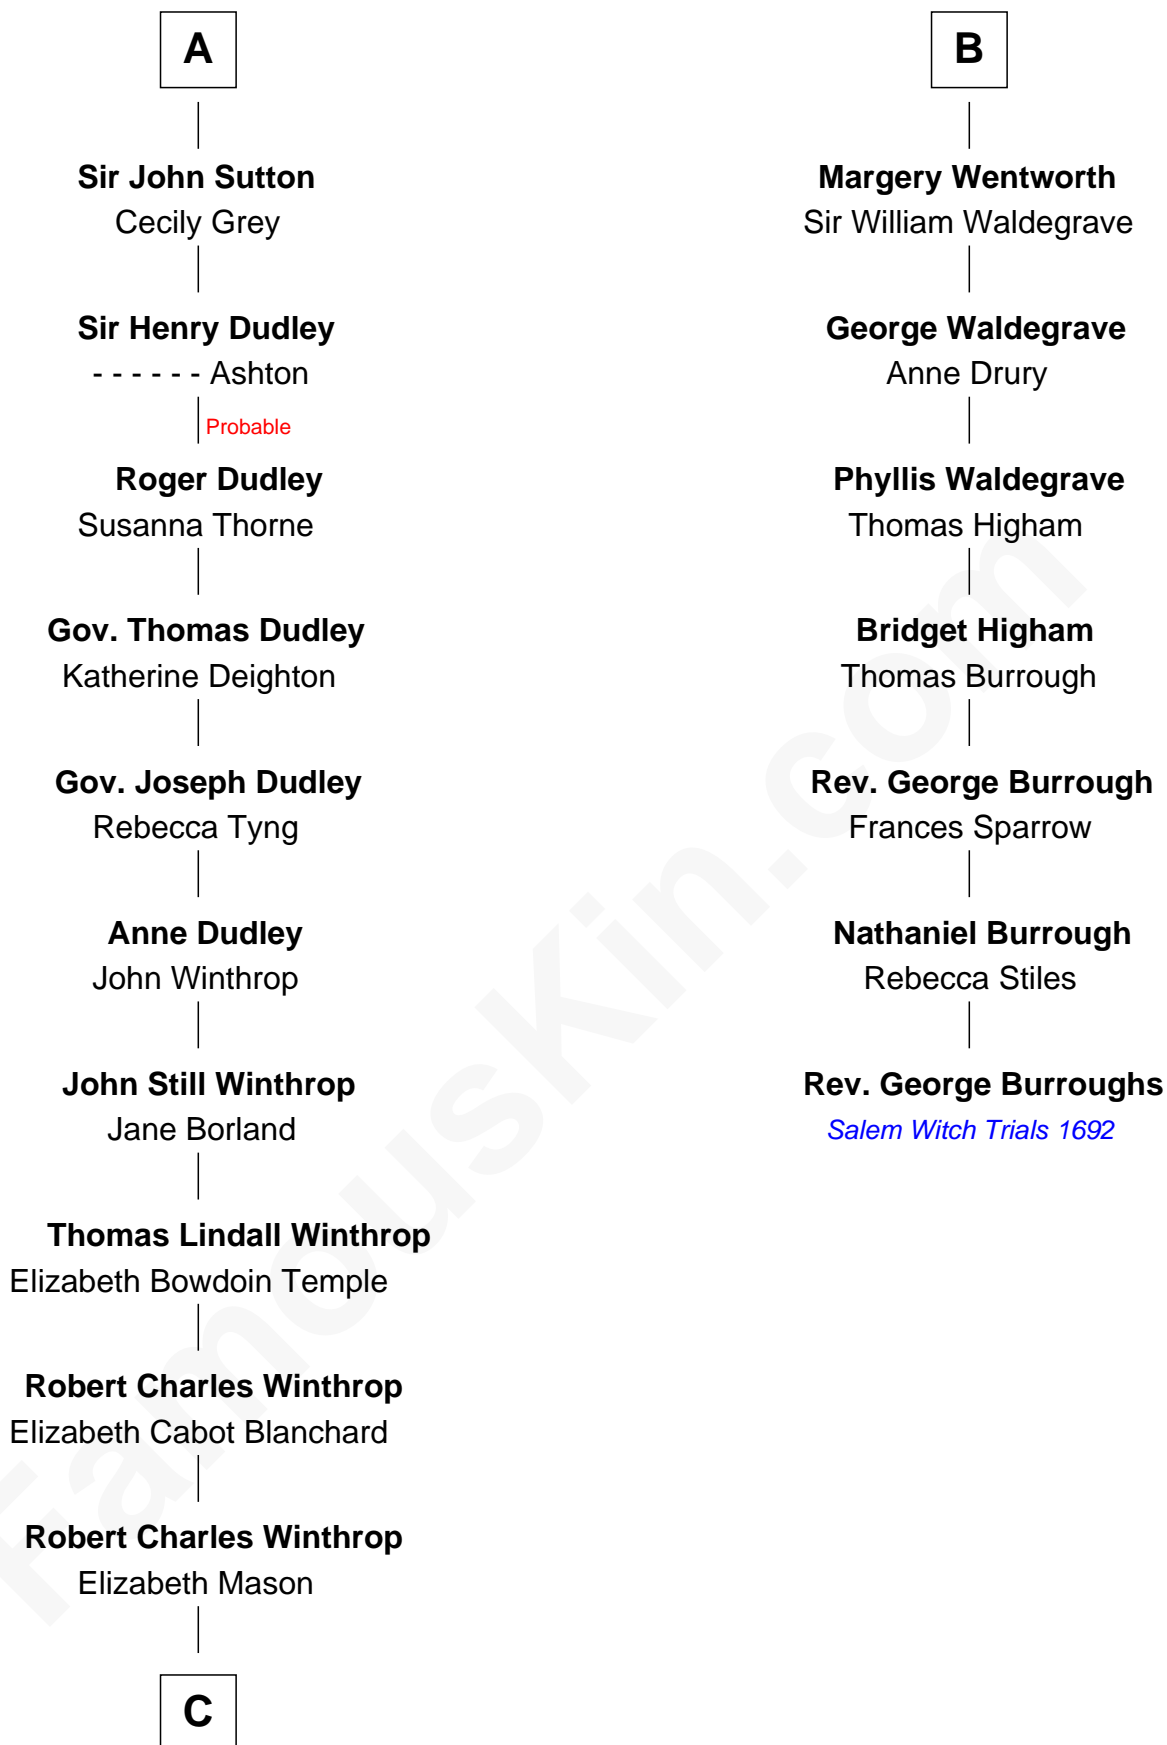 A
Sir John Sutton
Cecily Grey
Sir Henry Dudley
- - - - - - Ashton
Probable
Roger Dudley
Susanna Thorne
Gov. Thomas Dudley
Katherine Deighton
Gov. Joseph Dudley
Rebecca Tyng
Anne Dudley
John Winthrop
John Still Winthrop
Jane Borland
Thomas Lindall Winthrop
Elizabeth Bowdoin Temple
Robert Charles Winthrop
Elizabeth Cabot Blanchard
Robert Charles Winthrop
Elizabeth Mason
C
B
Margery Wentworth
Sir William Waldegrave
George Waldegrave
Anne Drury
Phyllis Waldegrave
Thomas Higham
Bridget Higham
Thomas Burrough
Rev. George Burrough
Frances Sparrow
Nathaniel Burrough
Rebecca Stiles
Rev. George Burroughs
Salem Witch Trials 1692
FamousKin.com